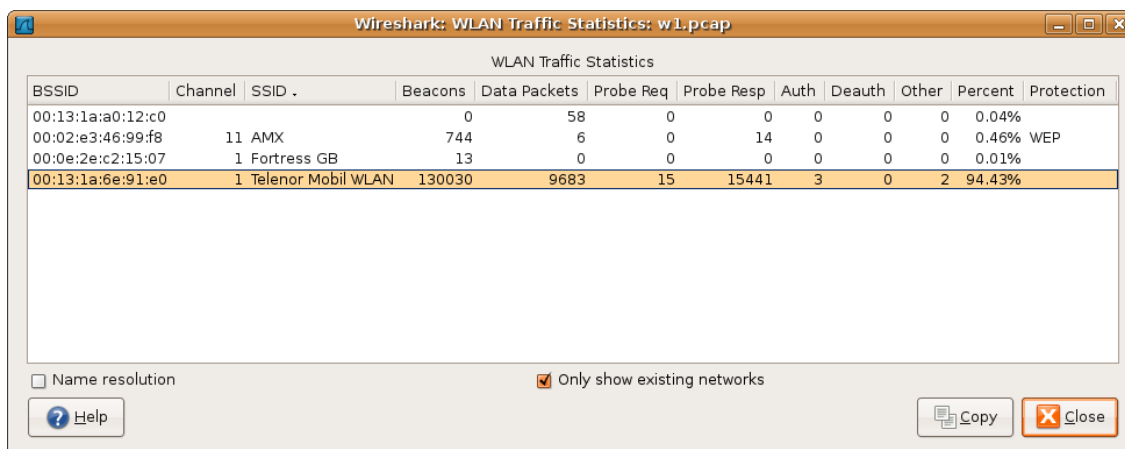 Wireshark: WLAN Traffic Statistics: w1.pcap
WLAN Traffic Statistics
BSSID Channel SSID Beacons Data Packets Probe Req Probe Resp Auth Deauth Other Percent Protection
00:13:1a:a0:12:c0 0 58 0 0 0 0 0 0.04%
00:02:e3:46:99:f8 11 AMX 744 6 0 14 0 0 0 0.46% WEP
00:0e:2e:c2:15:07 1 Fortress GB 13 0 0 0 0 0 0 0.01%
00:13:1a:6e:91:e0 1 Telenor Mobil WLAN 130030 9683 15 15441 3 0 2 94.43%
Name resolution Only show existing networks
Help Copy Close